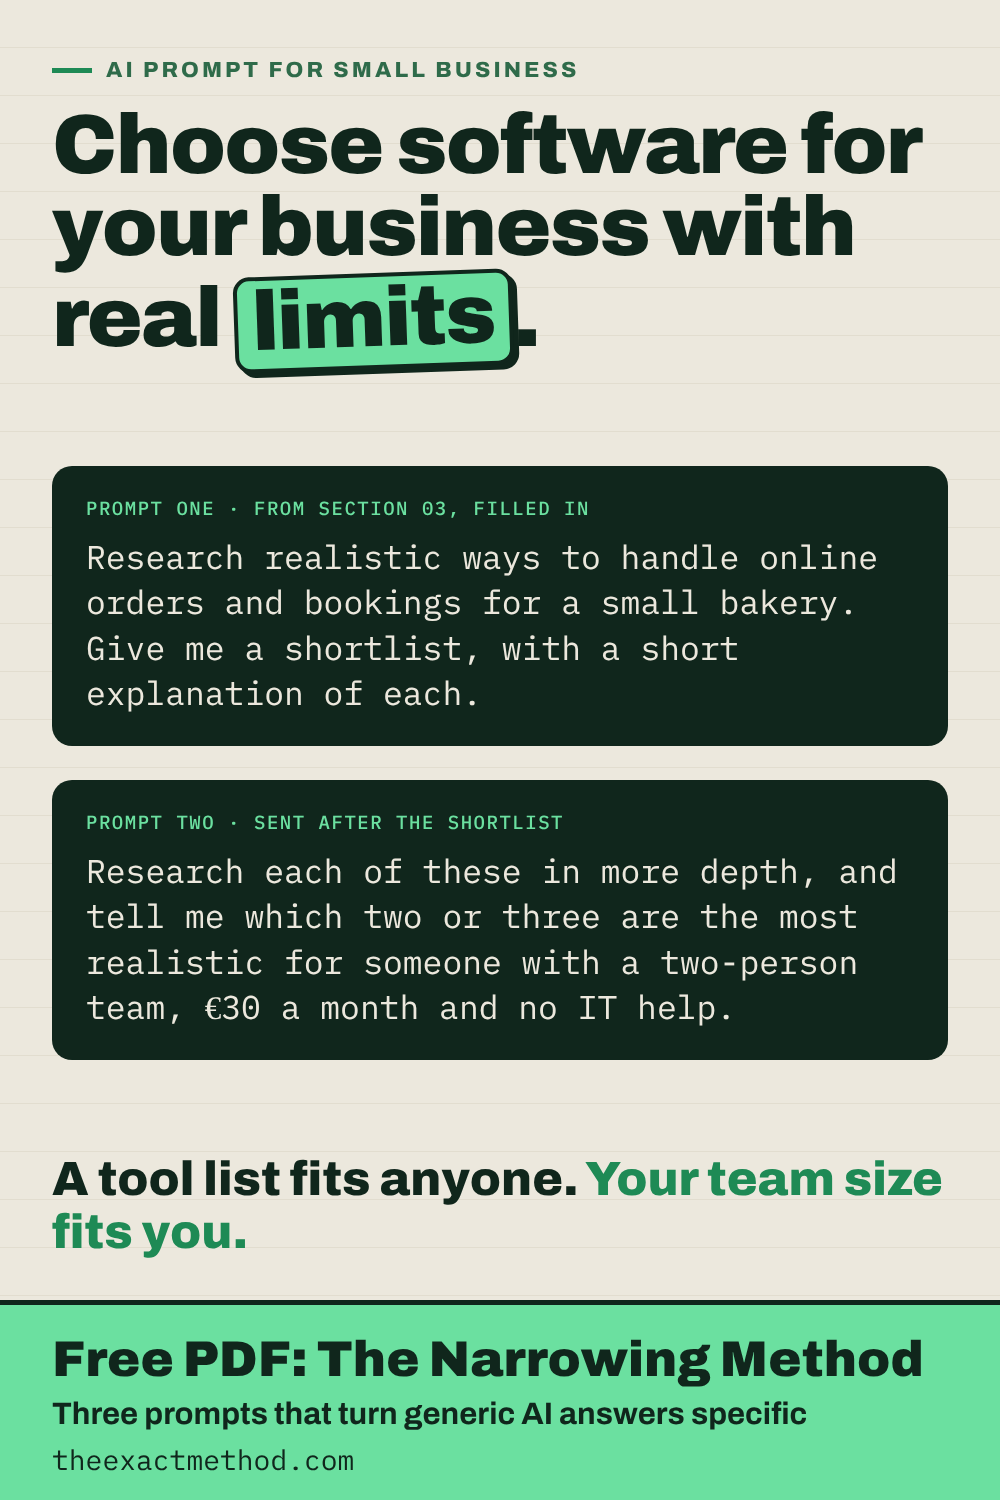 AI PROMPT FOR SMALL BUSINESS
Choose software for
your business with
real limits.
PROMPT ONE · FROM SECTION 03, FILLED IN
Research realistic ways to handle online
orders and bookings for a small bakery.
Give me a shortlist, with a short
explanation of each.
PROMPT TWO · SENT AFTER THE SHORTLIST
Research each of these in more depth, and
tell me which two or three are the most
realistic for someone with a two-person
team, €30 a month and no IT help.
A tool list fits anyone. Your team size
fits you.
Free PDF: The Narrowing Method
Three prompts that turn generic AI answers specific
theexactmethod.com